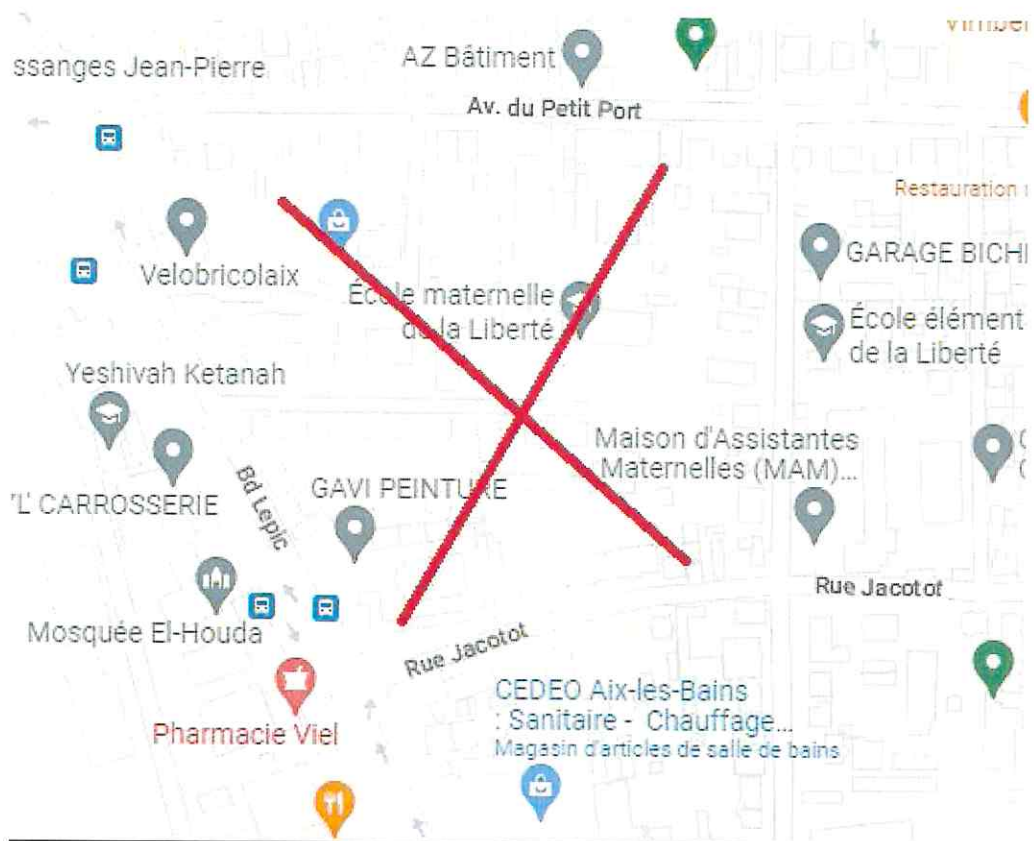 ssanges Jean-Pierre
AZ Bâtiment
Av. du Petit Port
Restauration
Velobricolaix
GARAGE BICHI
École maternelle
de la Liberté
École élément
de la Liberté
Yeshivah Ketanah
Maison d'Assistantes
Maternelles (MAM)...
'L' CARROSSERIE
Bd Lepic
GAVI PEINTURE
Rue Jacotot
Mosquée El-Houda
Rue Jacotot
CEDEO Aix-les-Bains
: Sanitaire - Chauffage...
Magasin d'articles de salle de bains
Pharmacie Viel